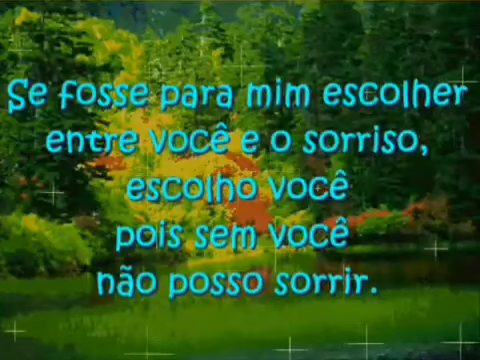 Se fosse para mim escolher
entre você e o sorriso,
escolho você
pois sem você
não posso sorrir.